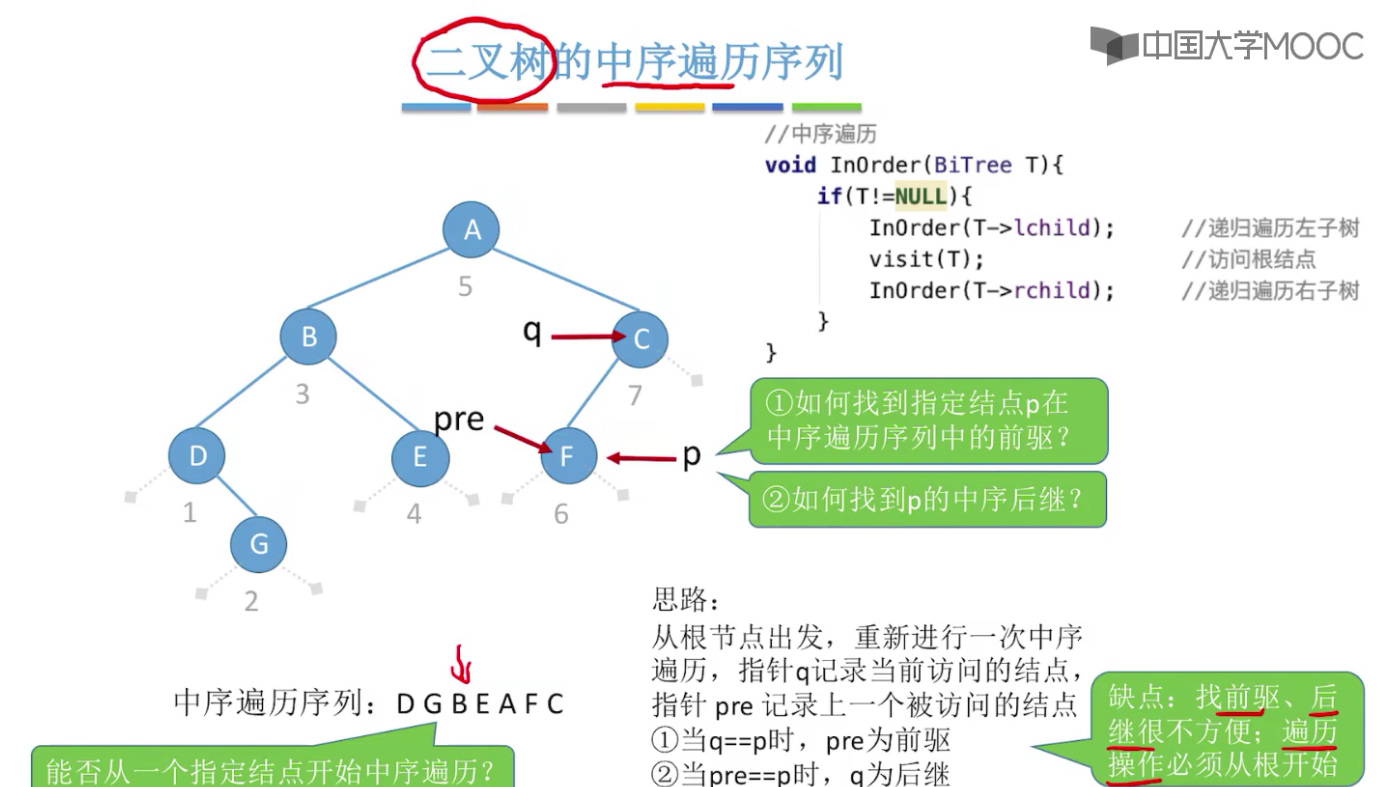 二叉树的中序遍历序列
中国大学MOOC
//中序遍历
void InOrder(BiTree T){
if(T!=NULL){
InOrder(T->lchild); //递归遍历左子树
visit(T); //访问根结点
InOrder(T->rchild); //递归遍历右子树
}
}
A
5
B
3
q
C
7
pre
D
1
E
4
F
6
p
G
2
①如何找到指定结点p在
中序遍历序列中的前驱？
②如何找到p的中序后继？
中序遍历序列：D G B E A F C
能否从一个指定结点开始中序遍历？
思路：
从根节点出发，重新进行一次中序
遍历，指针q记录当前访问的结点，
指针 pre 记录上一个被访问的结点
①当q==p时，pre为前驱
②当pre==p时，q为后继
缺点：找前驱、后
继很不方便；遍历
操作必须从根开始